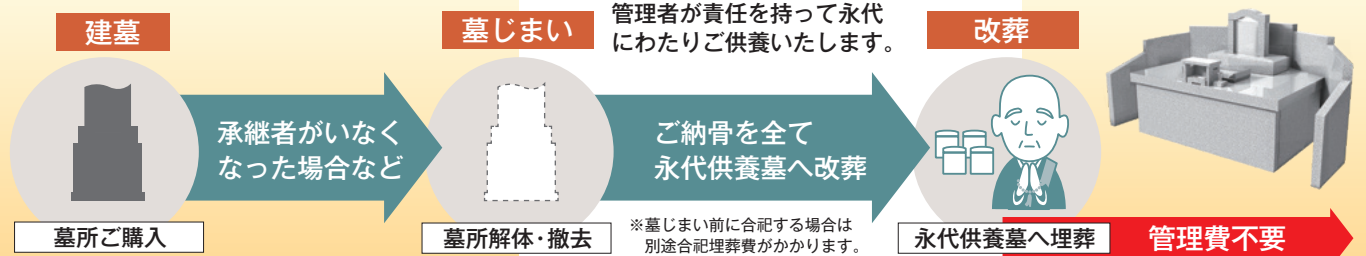 建墓
墓所ご購入
承継者がいなく
なった場合など
墓じまい
墓所解体・撤去
管理者が責任を持って永代
にわたりご供養いたします。
ご納骨を全て
永代供養墓へ改葬
※墓じまい前に合祀する場合は
別途合祀埋葬費がかかります。
改葬
永代供養墓へ埋葬
管理費不要